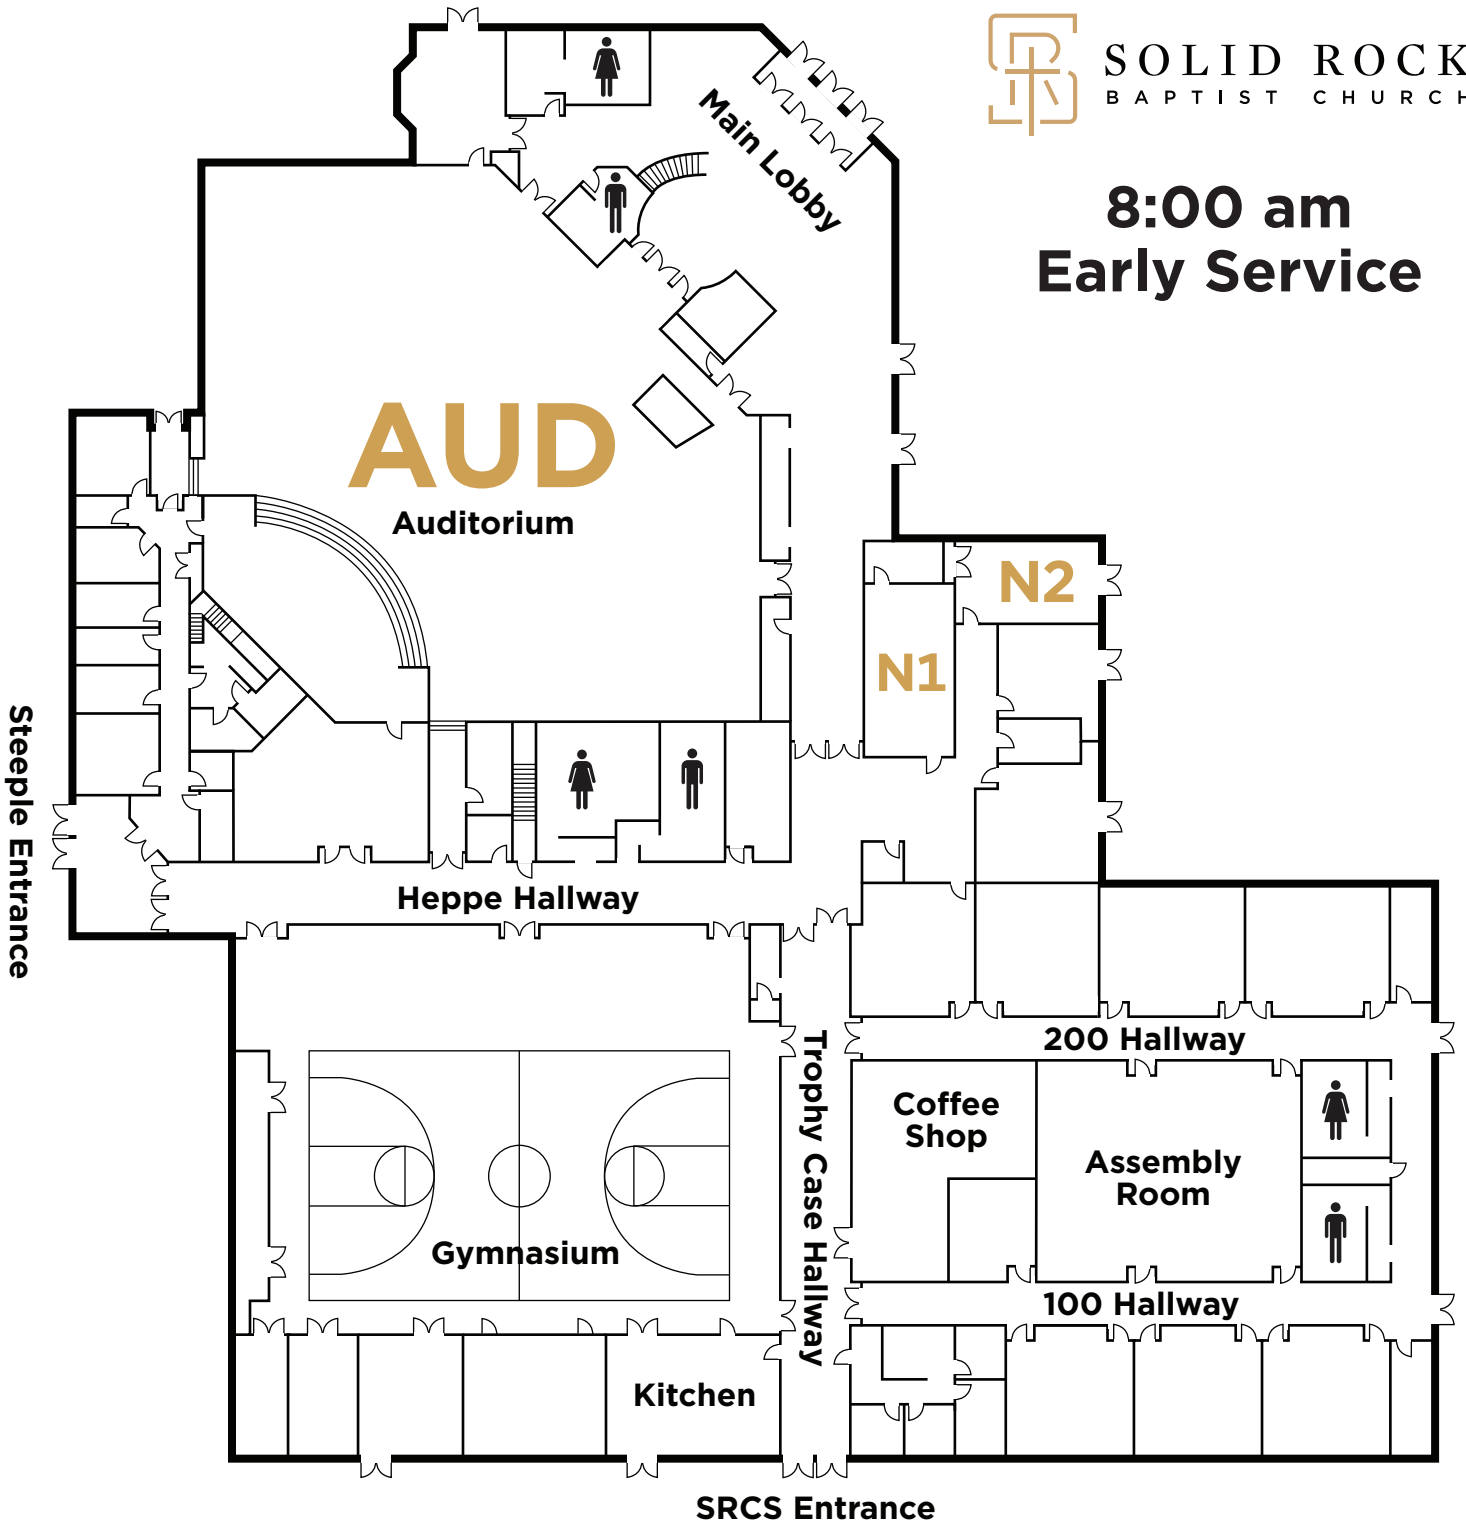 SOLID ROCK
BAPTIST CHURCH
8:00 am
Early Service
Main Lobby
AUD
Auditorium
N2
N1
Steeple Entrance
Heppe Hallway
200 Hallway
Trophy Case Hallway
Coffee
Shop
Assembly
Room
Gymnasium
100 Hallway
Kitchen
SRCS Entrance